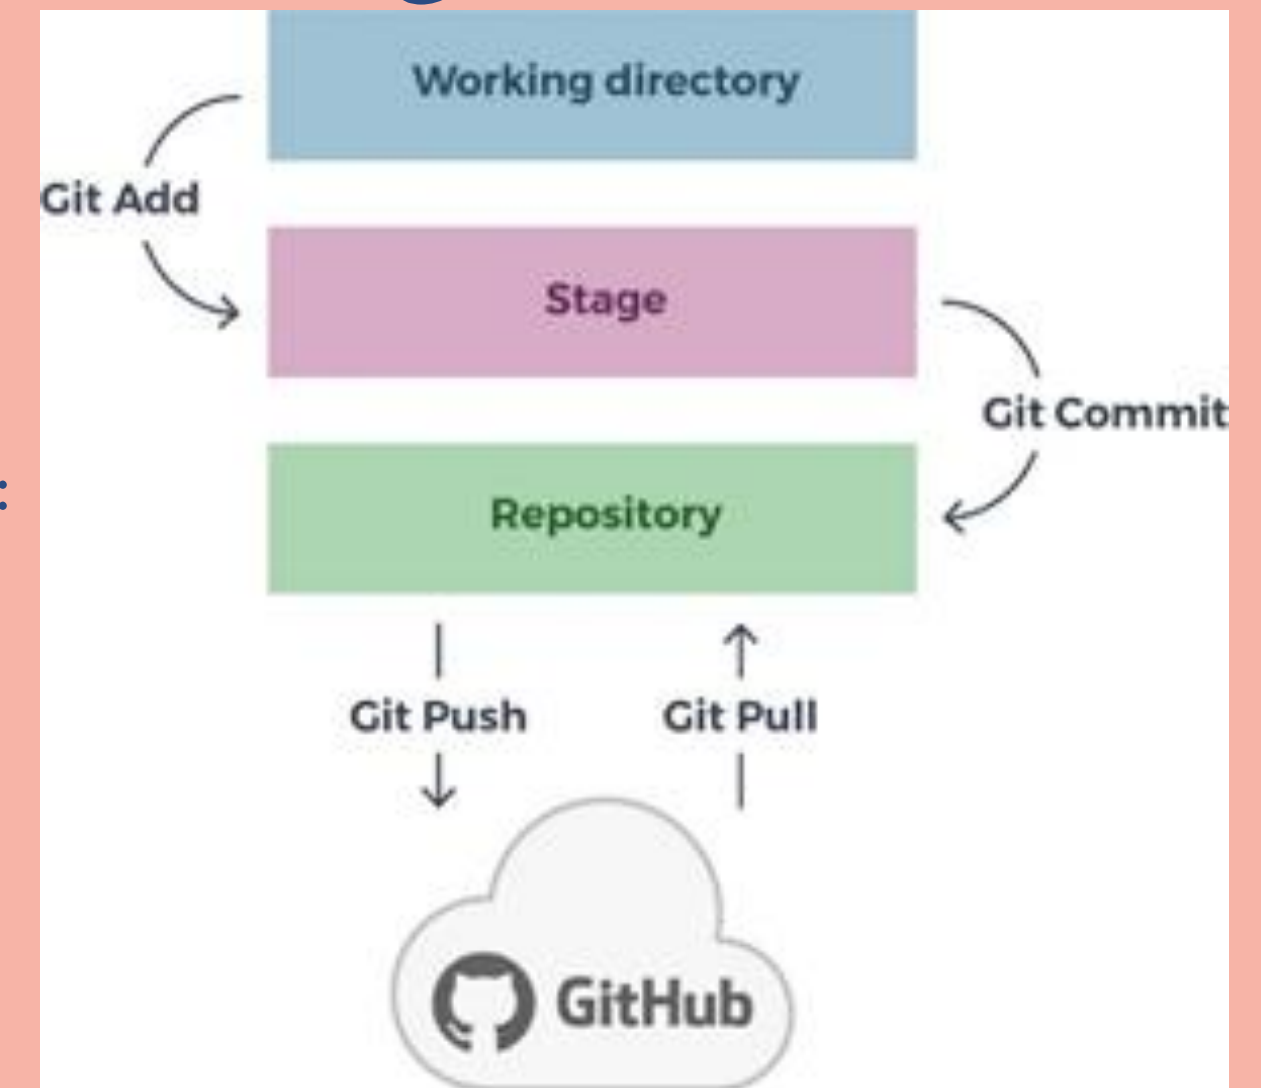 Working directory
Git Add
Stage
Git Commit
Repository
Git Push
Git Pull
GitHub